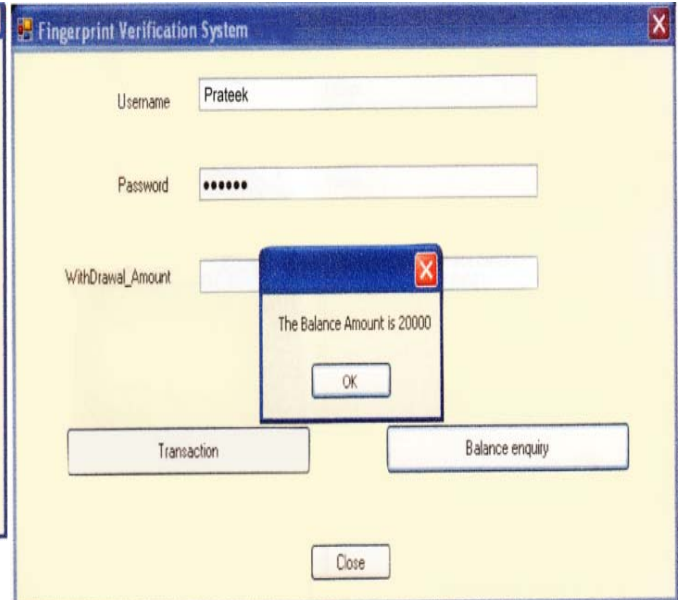 Fingerprint Verification System
Username
Prateek
Password
••••••
WithDrawal_Amount
The Balance Amount is 20000
OK
Transaction
Balance enquiry
Close